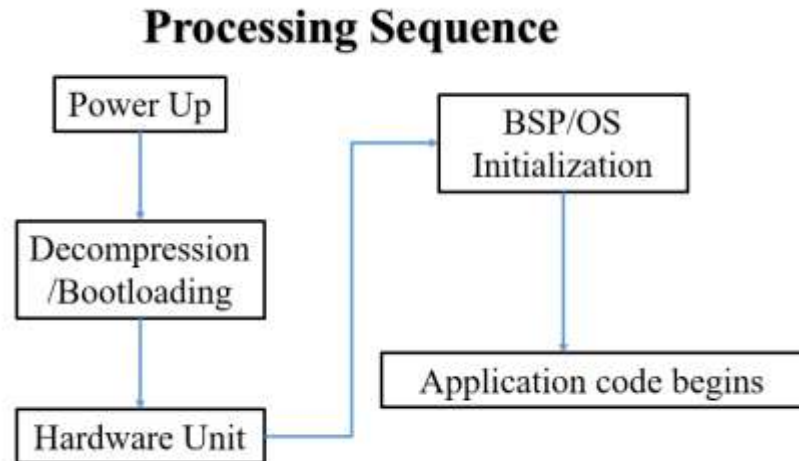 Processing Sequence
Power Up
Decompression
/Bootloading
Hardware Unit
BSP/OS
Initialization
Application code begins